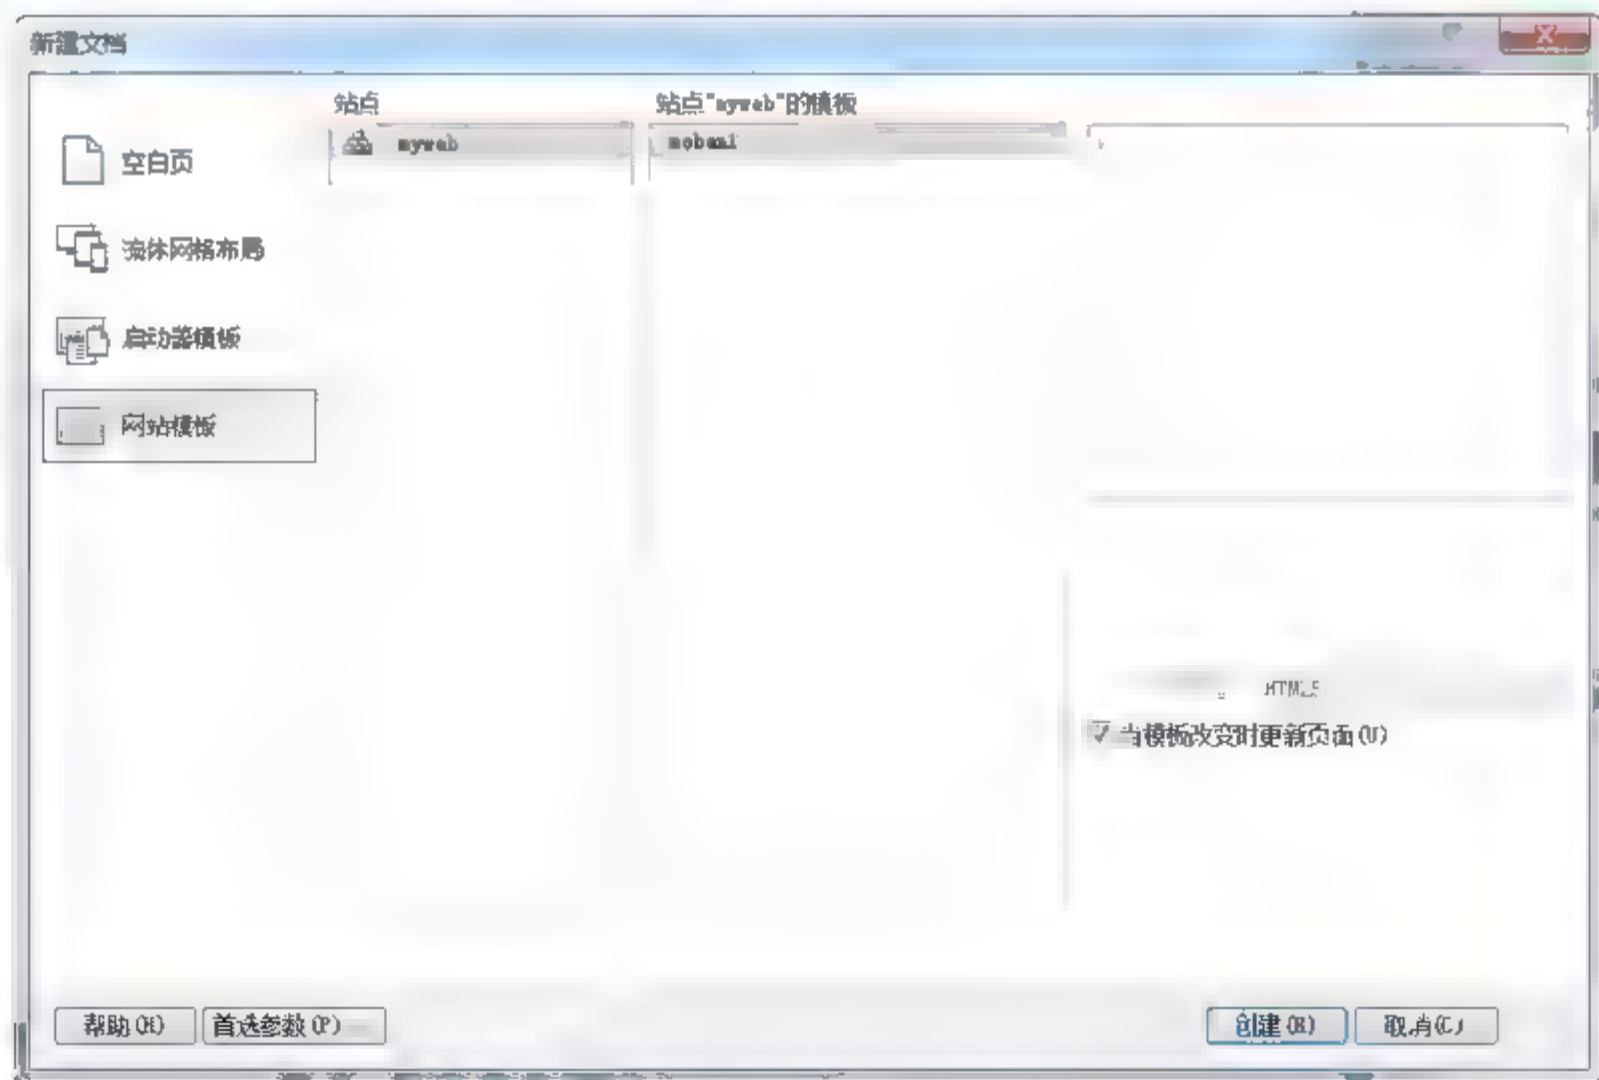 新建文档
站点
站点"myweb"的模板
myweb
moban1
空白页
流体网格布局
启动器模板
网站模板
HTML5
当模板改变时更新页面(U)
帮助(H)
首选参数(P)
创建(R)
取消(C)